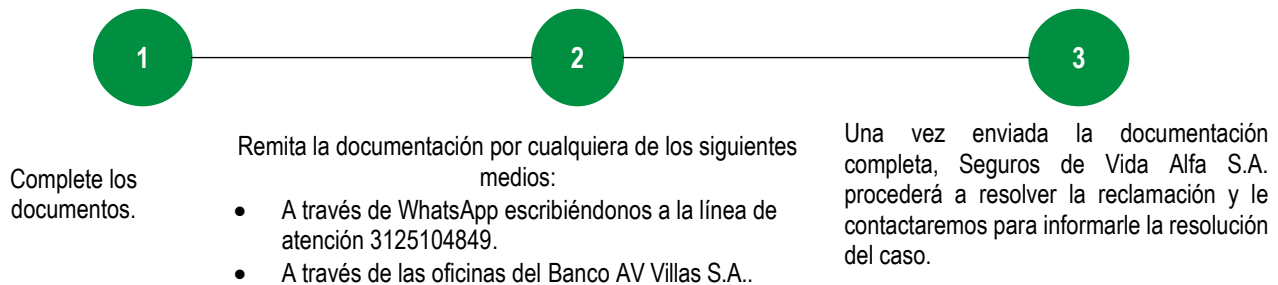 1
2
3
Complete los
documentos.
Remita la documentación por cualquiera de los siguientes
medios:
• A través de WhatsApp escribiéndonos a la línea de
atención 3125104849.
• A través de las oficinas del Banco AV Villas S.A..
Una vez enviada la documentación
completa, Seguros de Vida Alfa S.A.
procederá a resolver la reclamación y le
contactaremos para informarle la resolución
del caso.